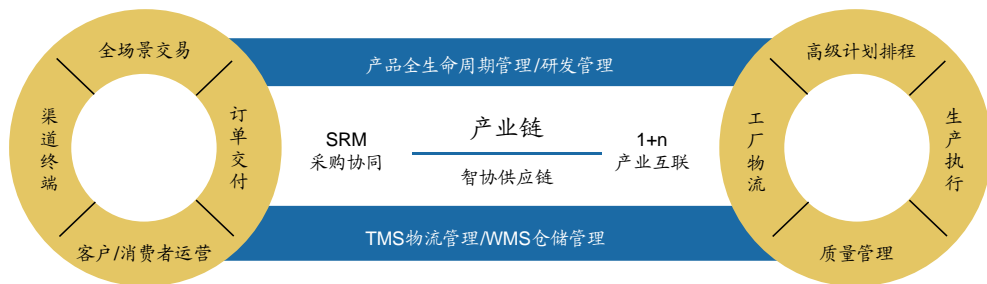 全场景交易
渠道终端
订单交付
客户/消费者运营
产品全生命周期管理/研发管理
SRM
采购协同
产业链
智协供应链
1+n
产业互联
TMS物流管理/WMS仓储管理
高级计划排程
工厂物流
生产执行
质量管理